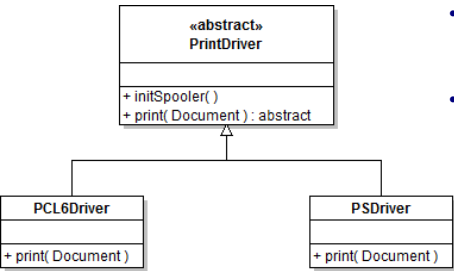 «abstract»
PrintDriver
+ initSpooler( )
+ print( Document ) : abstract
PCL6Driver
+ print( Document )
PSDriver
+ print( Document )